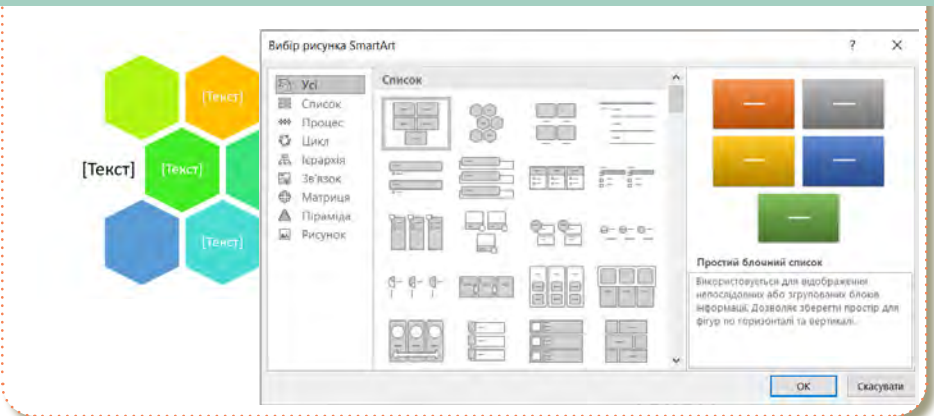 Вибір рисунка SmartArt
?
Усі
Список
Процес
Цикл
Ієрархія
Зв'язок
Матриця
Піраміда
Рисунок
Список
[Текст]
[Текст]
[Текст]
[Текст]
Простий блочний список
Використовується для відображення
непослідовних або згрупованих блоків
інформації. Дозволяє зберегти простір для
фігур по горизонталі та вертикалі.
ОК
Скасувати